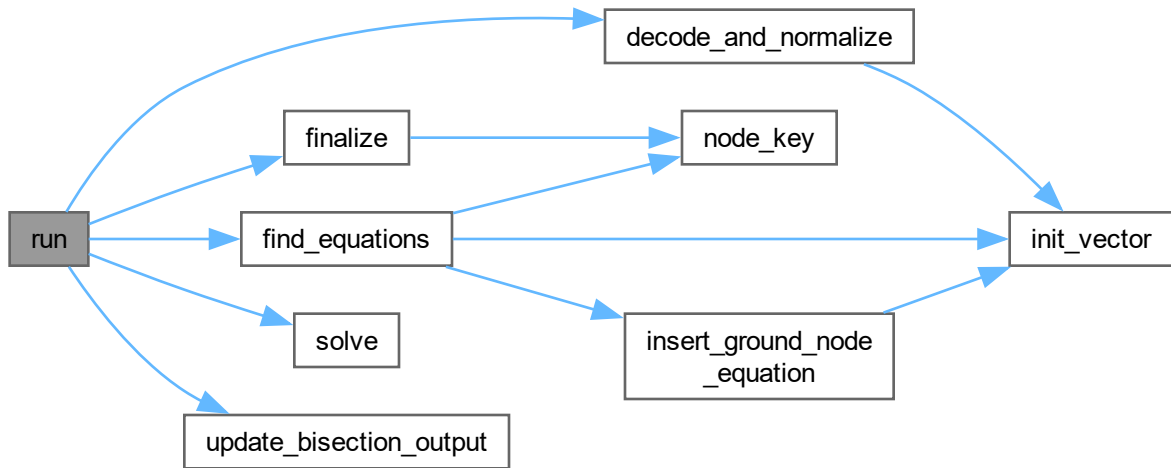 decode_and_normalize
finalize
node_key
run
find_equations
init_vector
solve
insert_ground_node
_equation
update_bisection_output